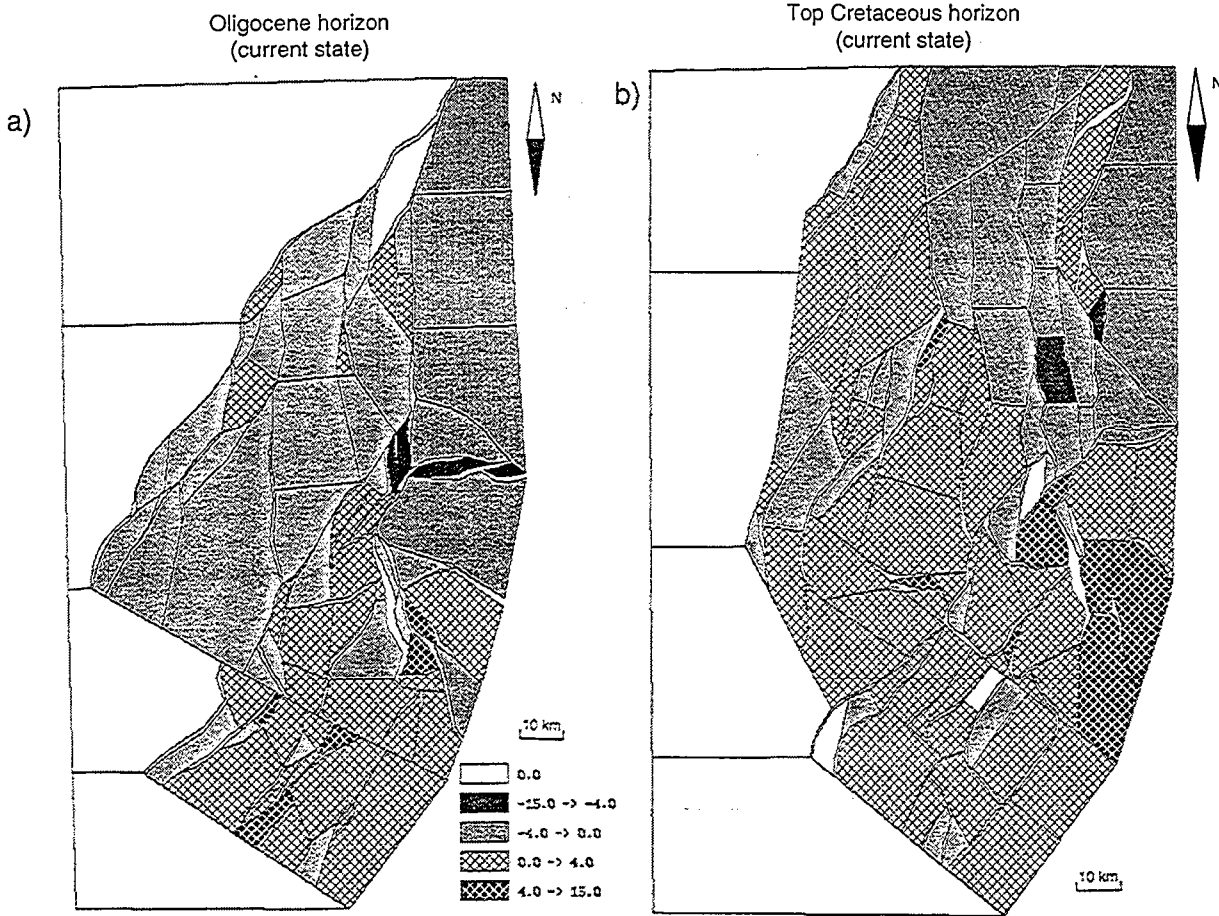 Oligocene horizon
(current state)
Top Cretaceous horizon
(current state)
a)
N
b)
N
10 km
0.0
-15.0 -> -4.0
-4.0 -> 0.0
0.0 -> 4.0
4.0 -> 15.0
10 km